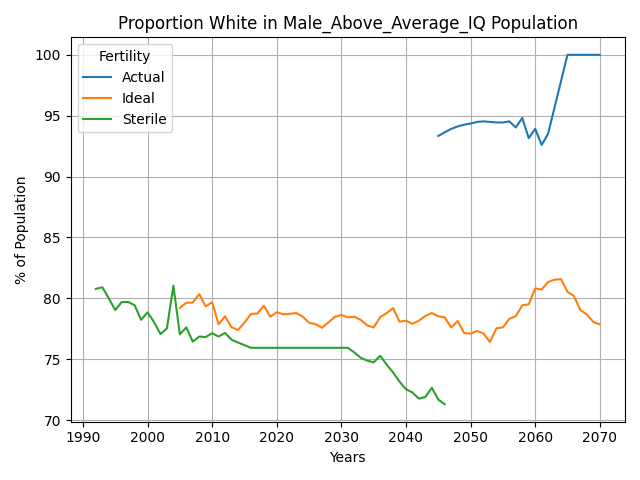 Proportion White in Male_Above_Average_IQ Population
Fertility
Actual
Ideal
Sterile
% of Population
100
95
90
85
80
75
70
1990 2000 2010 2020 2030 2040 2050 2060 2070
Years